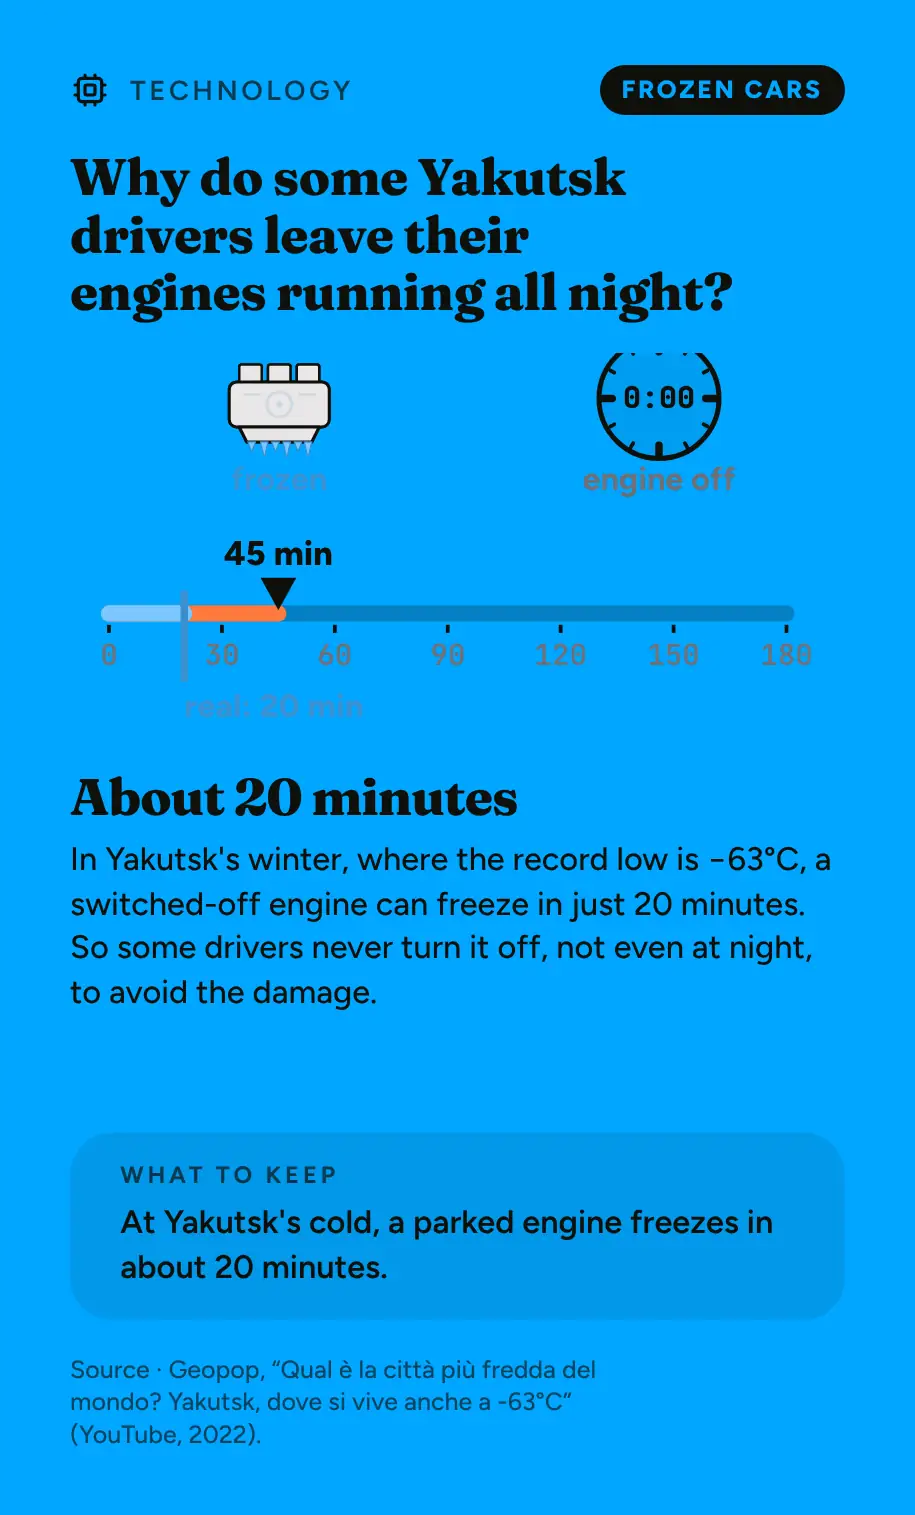 TECHNOLOGY
FROZEN CARS
Why do some Yakutsk
drivers leave their
engines running all night?
0:00
frozen
engine off
45 min
0 30 60 90 120 150 180
real: 20 min
About 20 minutes
In Yakutsk's winter, where the record low is −63°C, a
switched-off engine can freeze in just 20 minutes.
So some drivers never turn it off, not even at night,
to avoid the damage.
WHAT TO KEEP
At Yakutsk's cold, a parked engine freezes in
about 20 minutes.
Source · Geopop, “Qual è la città più fredda del
mondo? Yakutsk, dove si vive anche a -63°C”
(YouTube, 2022).